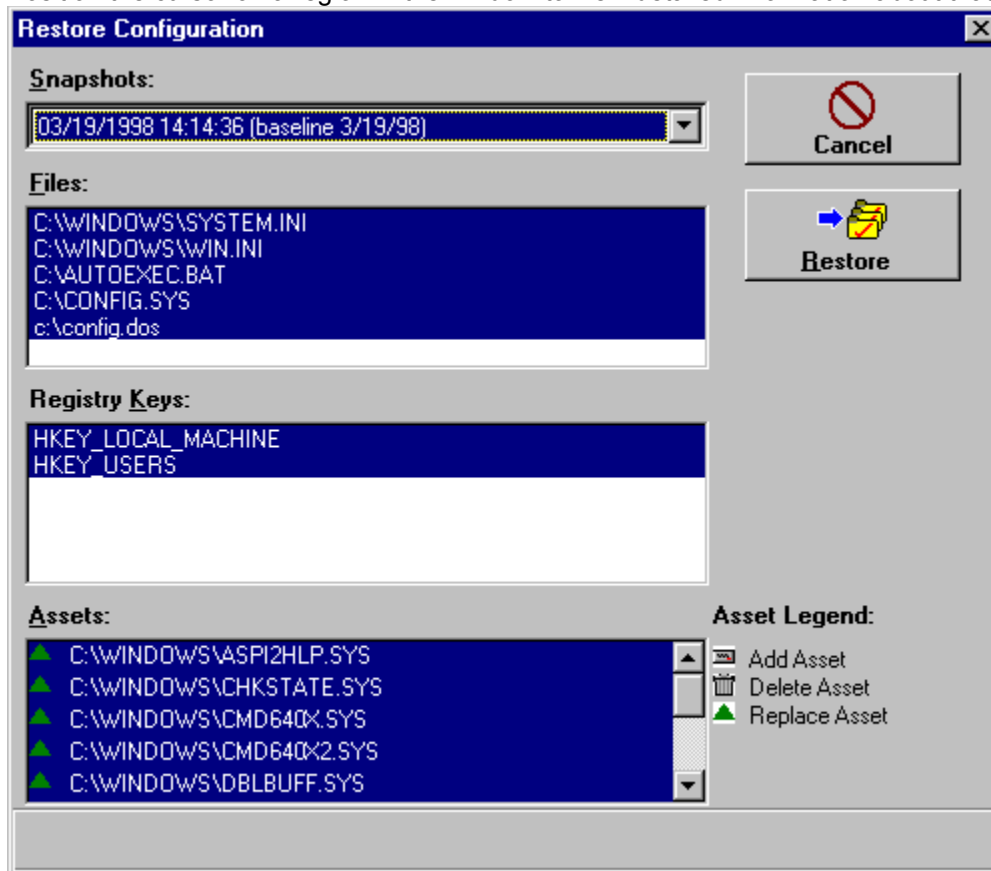 Restore Configuration
Snapshots:
03/19/1998 14:14:36 (baseline 3/19/98)
Cancel
Files:
C:\WINDOWS\SYSTEM.INI
C:\WINDOWS\WIN.INI
C:\AUTOEXEC.BAT
C:\CONFIG.SYS
c:\config.dos
Restore
Registry Keys:
HKEY_LOCAL_MACHINE
HKEY_USERS
Assets:
C:\WINDOWS\ASPI2HLP.SYS
C:\WINDOWS\CHKSTATE.SYS
C:\WINDOWS\CMD640X.SYS
C:\WINDOWS\CMD640X2.SYS
C:\WINDOWS\DBLBUFF.SYS
Asset Legend:
Add Asset
Delete Asset
Replace Asset